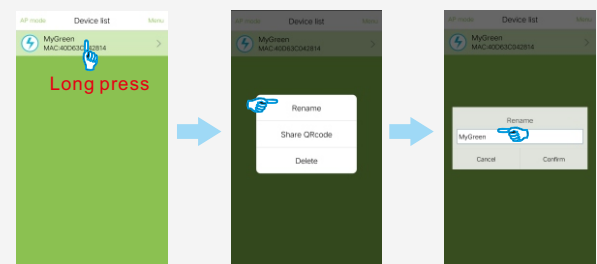 AP mode Device list Menu
MyGreen
MAC:40D63C042814
Long press
AP mode Device list Menu
MyGreen
MAC:40D63C042814
Rename
Share QRcode
Delete
AP mode Device list Menu
MyGreen
MAC:40D63C042814
Rename
MyGreen
Cancel Confirm